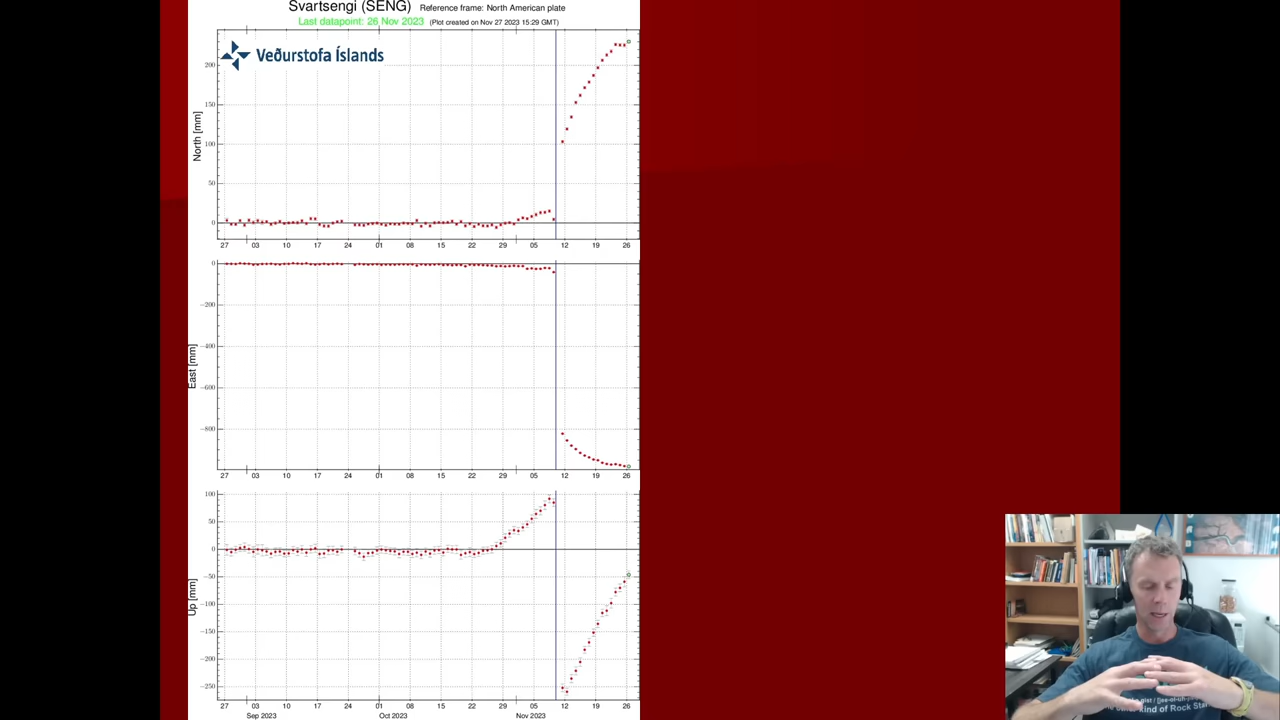 Svartsengi (SENG) Reference frame: North American plate
Last datapoint: 26 Nov 2023 (Plot created on Nov 27 2023 15:29 GMT)
Veðurstofa Íslands
North [mm]
200
150
100
50
0
27 03 10 17 24 01 08 15 22 29 05 12 19 26
East [mm]
0
−200
−400
−600
−800
27 03 10 17 24 01 08 15 22 29 05 12 19 26
Up [mm]
100
50
0
−50
−100
−150
−200
−250
27 03 10 17 24 01 08 15 22 29 05 12 19 26
Sep 2023 Oct 2023 Nov 2023
kind of Rock Star